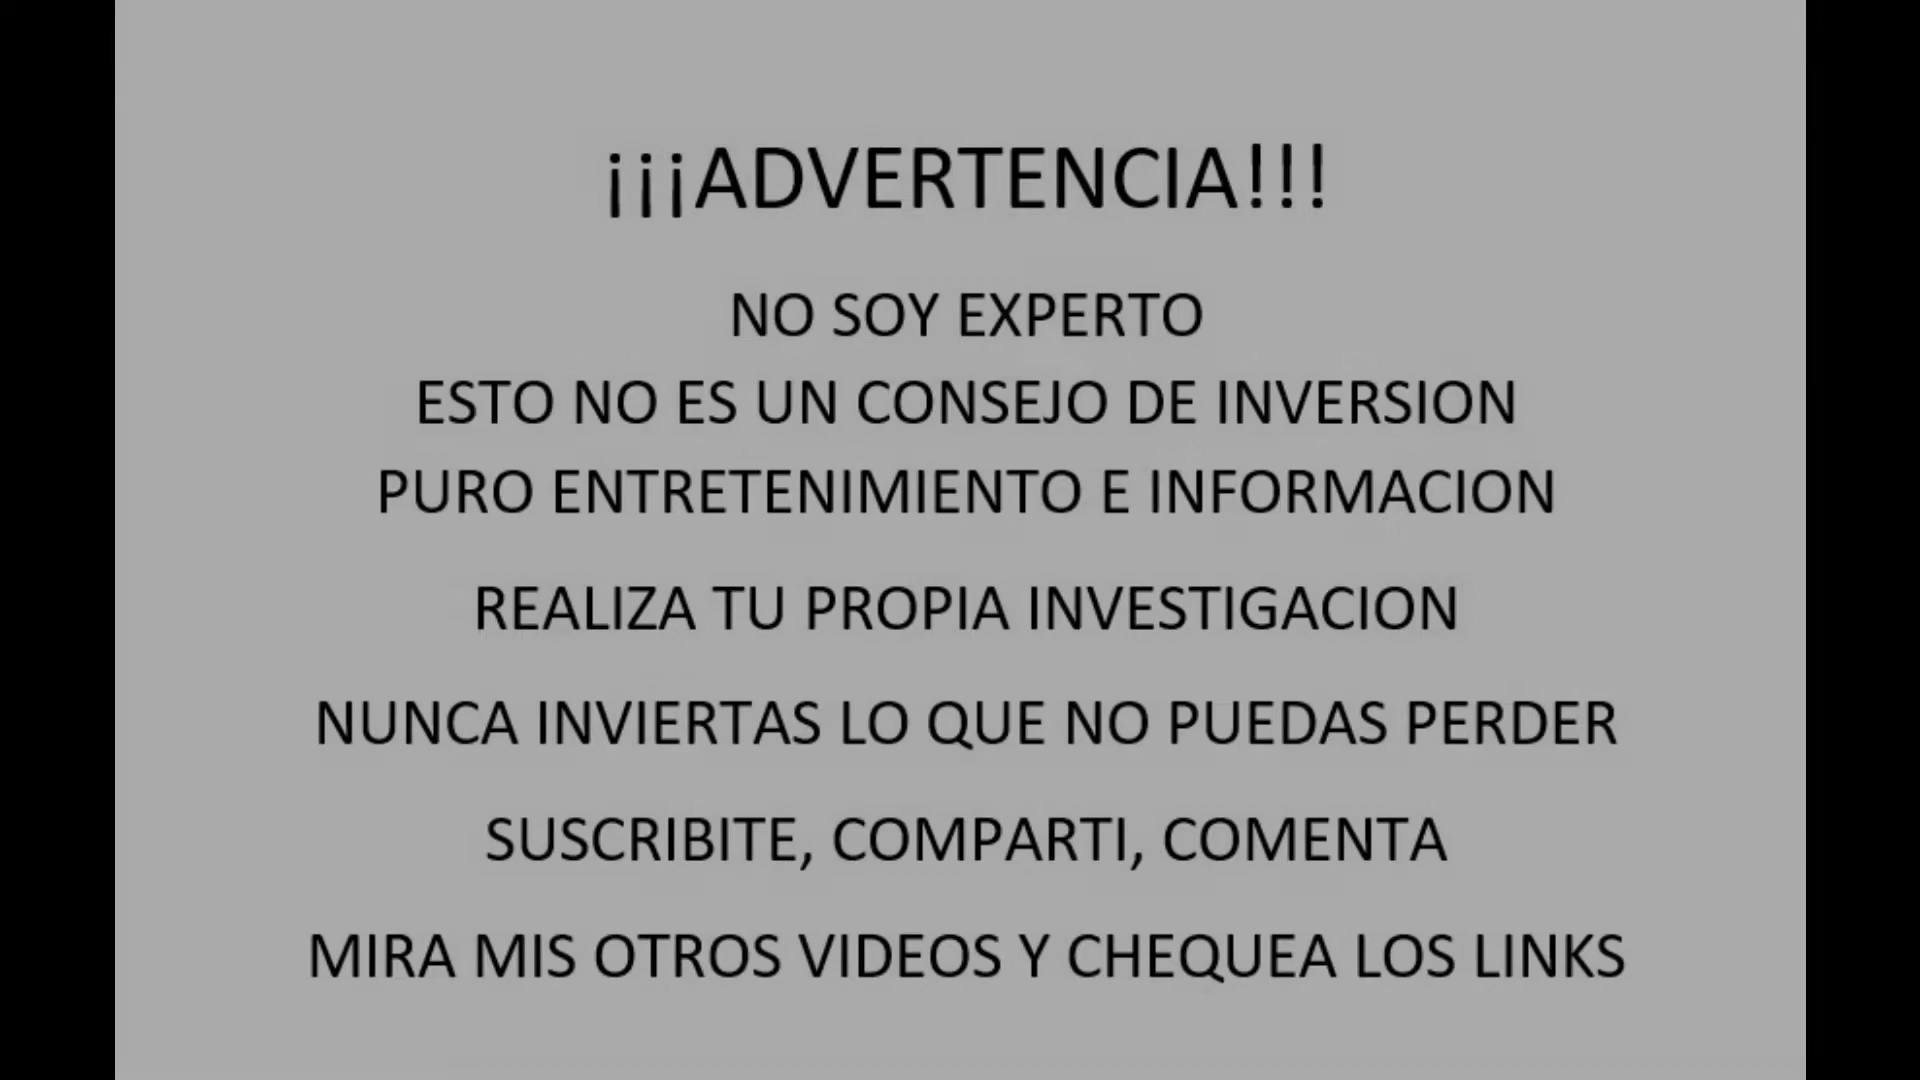 ¡¡¡ADVERTENCIA!!!
NO SOY EXPERTO
ESTO NO ES UN CONSEJO DE INVERSION
PURO ENTRETENIMIENTO E INFORMACION
REALIZA TU PROPIA INVESTIGACION
NUNCA INVIERTAS LO QUE NO PUEDAS PERDER
SUSCRIBITE, COMPARTI, COMENTA
MIRA MIS OTROS VIDEOS Y CHEQUEA LOS LINKS